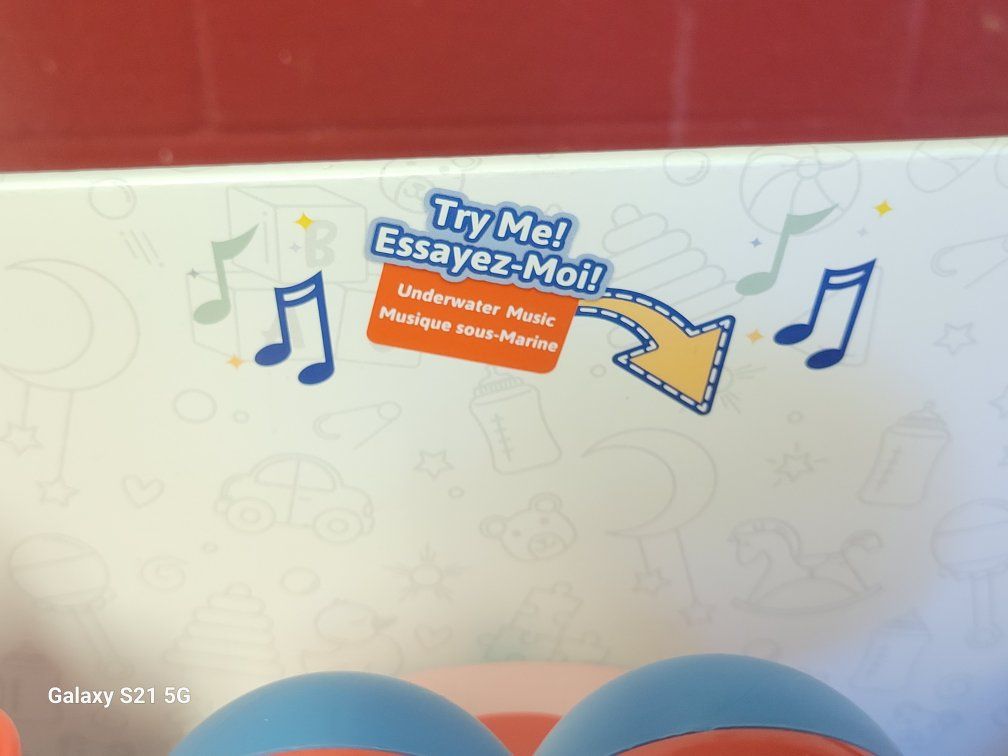 Try Me!
Essayez-Moi!
Underwater Music
Musique sous-Marine
B
A
Galaxy S21 5G